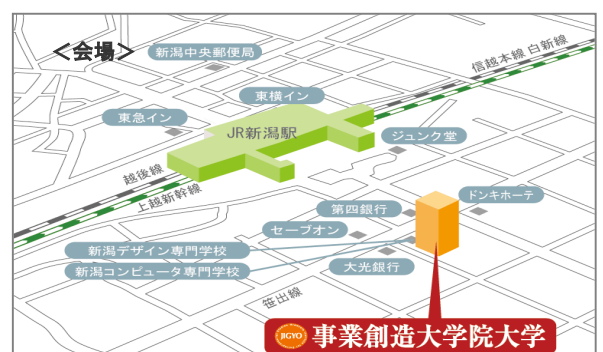 ＜会場＞
新潟中央郵便局
信越本線 白新線
東横イン
東急イン
JR新潟駅
ジュンク堂
越後線
上越新幹線
ドンキホーテ
第四銀行
セーブオン
新潟デザイン専門学校
大光銀行
新潟コンピュータ専門学校
笹出線
JIGYO 事業創造大学院大学